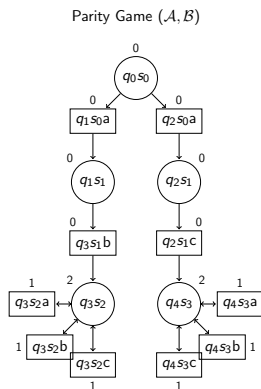 Parity Game (𝒜, ℬ)
0
q₀s₀
0 0
q₁s₀a q₂s₀a
0 0
q₁s₁ q₂s₁
0 0
q₃s₁b q₂s₁c
1 2 2 1
q₃s₂a q₃s₂ q₄s₃ q₄s₃a
1 q₃s₂b q₄s₃b 1
q₃s₂c q₄s₃c
1 1